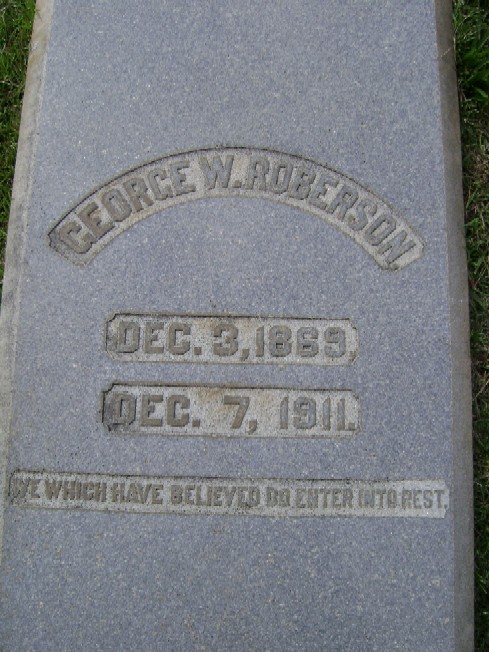 GEORGE W. ROBERSON
DEC. 3, 1869.
DEC. 7, 1911.
WE WHICH HAVE BELIEVED DO ENTER INTO REST.